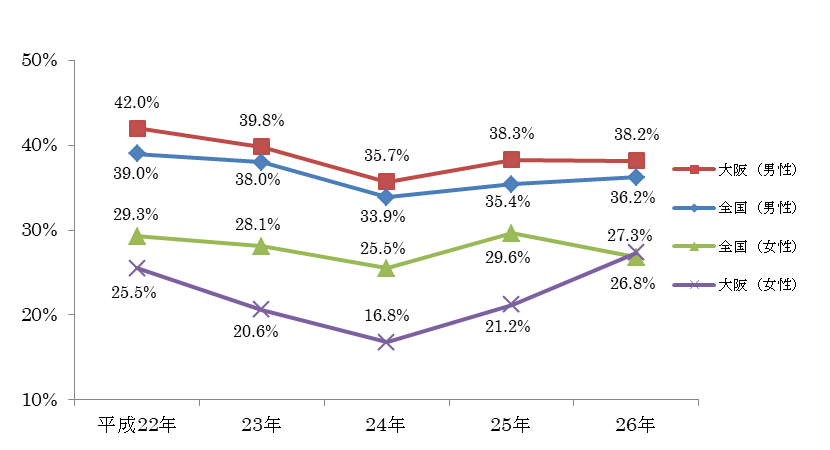 50%
40%
30%
20%
10%
42.0%
39.8%
35.7%
38.3%
38.2%
39.0%
38.0%
33.9%
35.4%
36.2%
29.3%
28.1%
25.5%
29.6%
26.8%
25.5%
20.6%
16.8%
21.2%
27.3%
平成22年
23年
24年
25年
26年
大阪（男性）
全国（男性）
全国（女性）
大阪（女性）